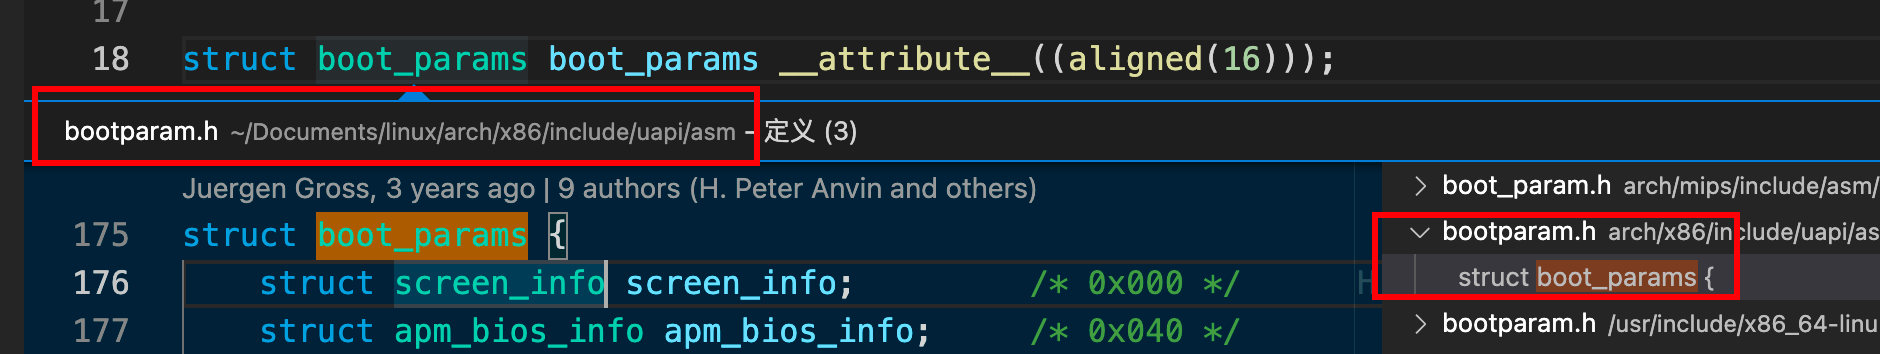 17
18 struct boot_params boot_params __attribute__((aligned(16)));
bootparam.h ~/Documents/linux/arch/x86/include/uapi/asm - 定义 (3)
Juergen Gross, 3 years ago | 9 authors (H. Peter Anvin and others)
175 struct boot_params {
176 struct screen_info screen_info; /* 0x000 */ H
177 struct apm_bios_info apm_bios_info; /* 0x040 */
boot_param.h arch/mips/include/asm/
bootparam.h arch/x86/include/uapi/as
struct boot_params {
bootparam.h /usr/include/x86_64-linu